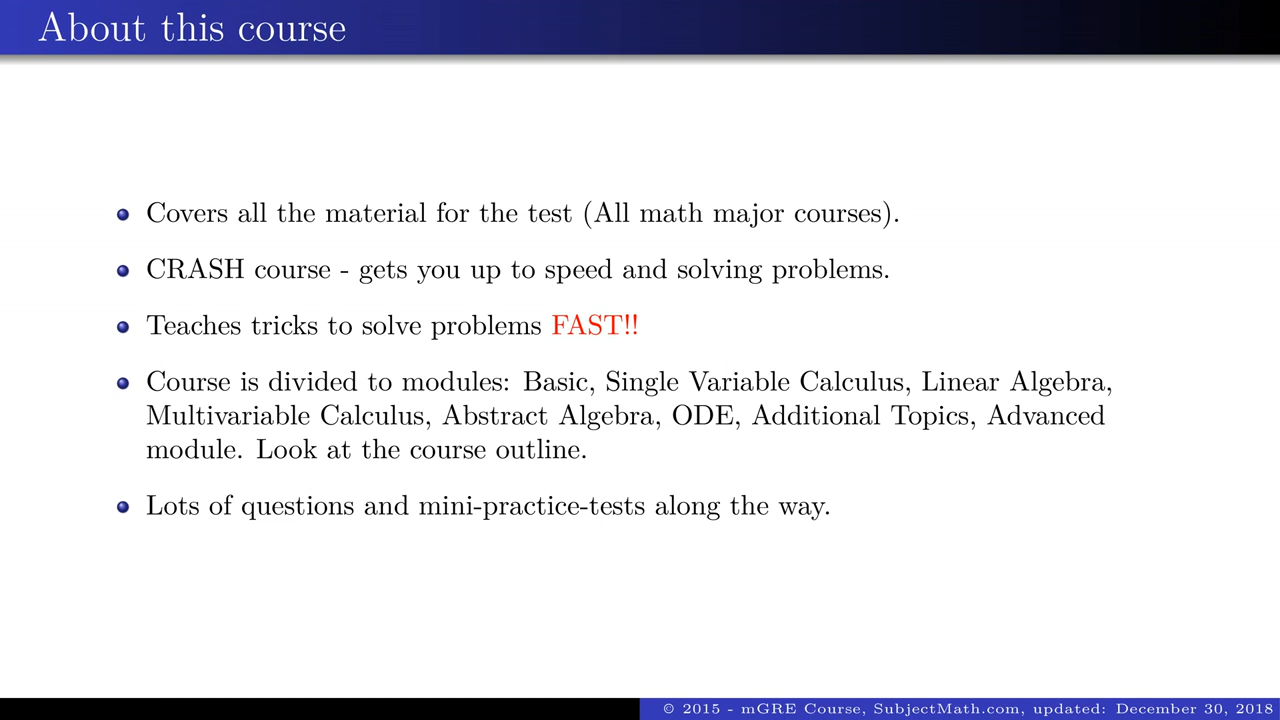 About this course
Covers all the material for the test (All math major courses).
CRASH course - gets you up to speed and solving problems.
Teaches tricks to solve problems FAST!!
Course is divided to modules: Basic, Single Variable Calculus, Linear Algebra,
Multivariable Calculus, Abstract Algebra, ODE, Additional Topics, Advanced
module. Look at the course outline.
Lots of questions and mini-practice-tests along the way.
© 2015 - mGRE Course, SubjectMath.com, updated: December 30, 2018